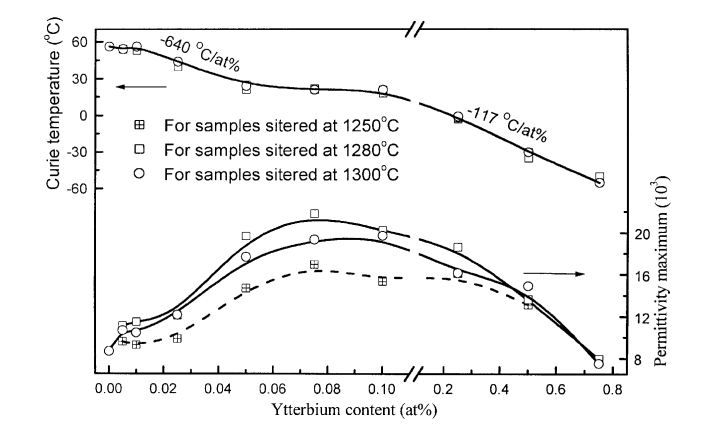 60
30
0
-30
-60
Curie temperature (°C)
-640 °C/at%
-117 °C/at%
For samples sitered at 1250°C
For samples sitered at 1280°C
For samples sitered at 1300°C
20
16
12
8
Permittivity maximum (10³)
0.00 0.02 0.04 0.06 0.08 0.10 0.2 0.4 0.6 0.8
Ytterbium content (at%)